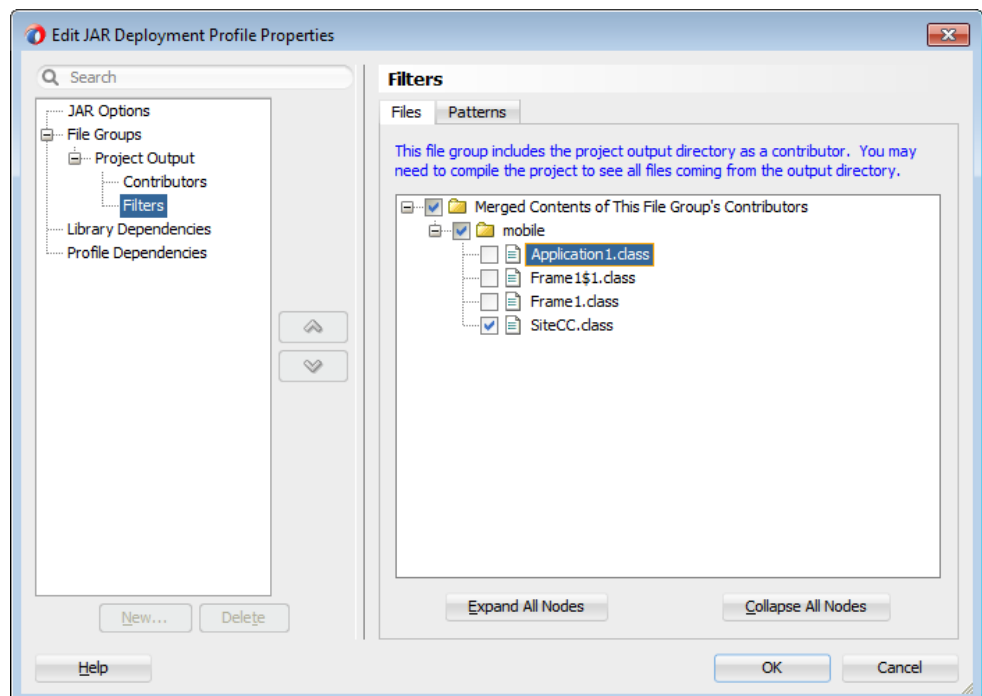 Edit JAR Deployment Profile Properties
Search
JAR Options
File Groups
Project Output
Contributors
Filters
Library Dependencies
Profile Dependencies
New...
Delete
Filters
Files
Patterns
This file group includes the project output directory as a contributor. You may
need to compile the project to see all files coming from the output directory.
Merged Contents of This File Group's Contributors
mobile
Application1.class
Frame1$1.class
Frame1.class
SiteCC.class
Expand All Nodes
Collapse All Nodes
Help
OK
Cancel